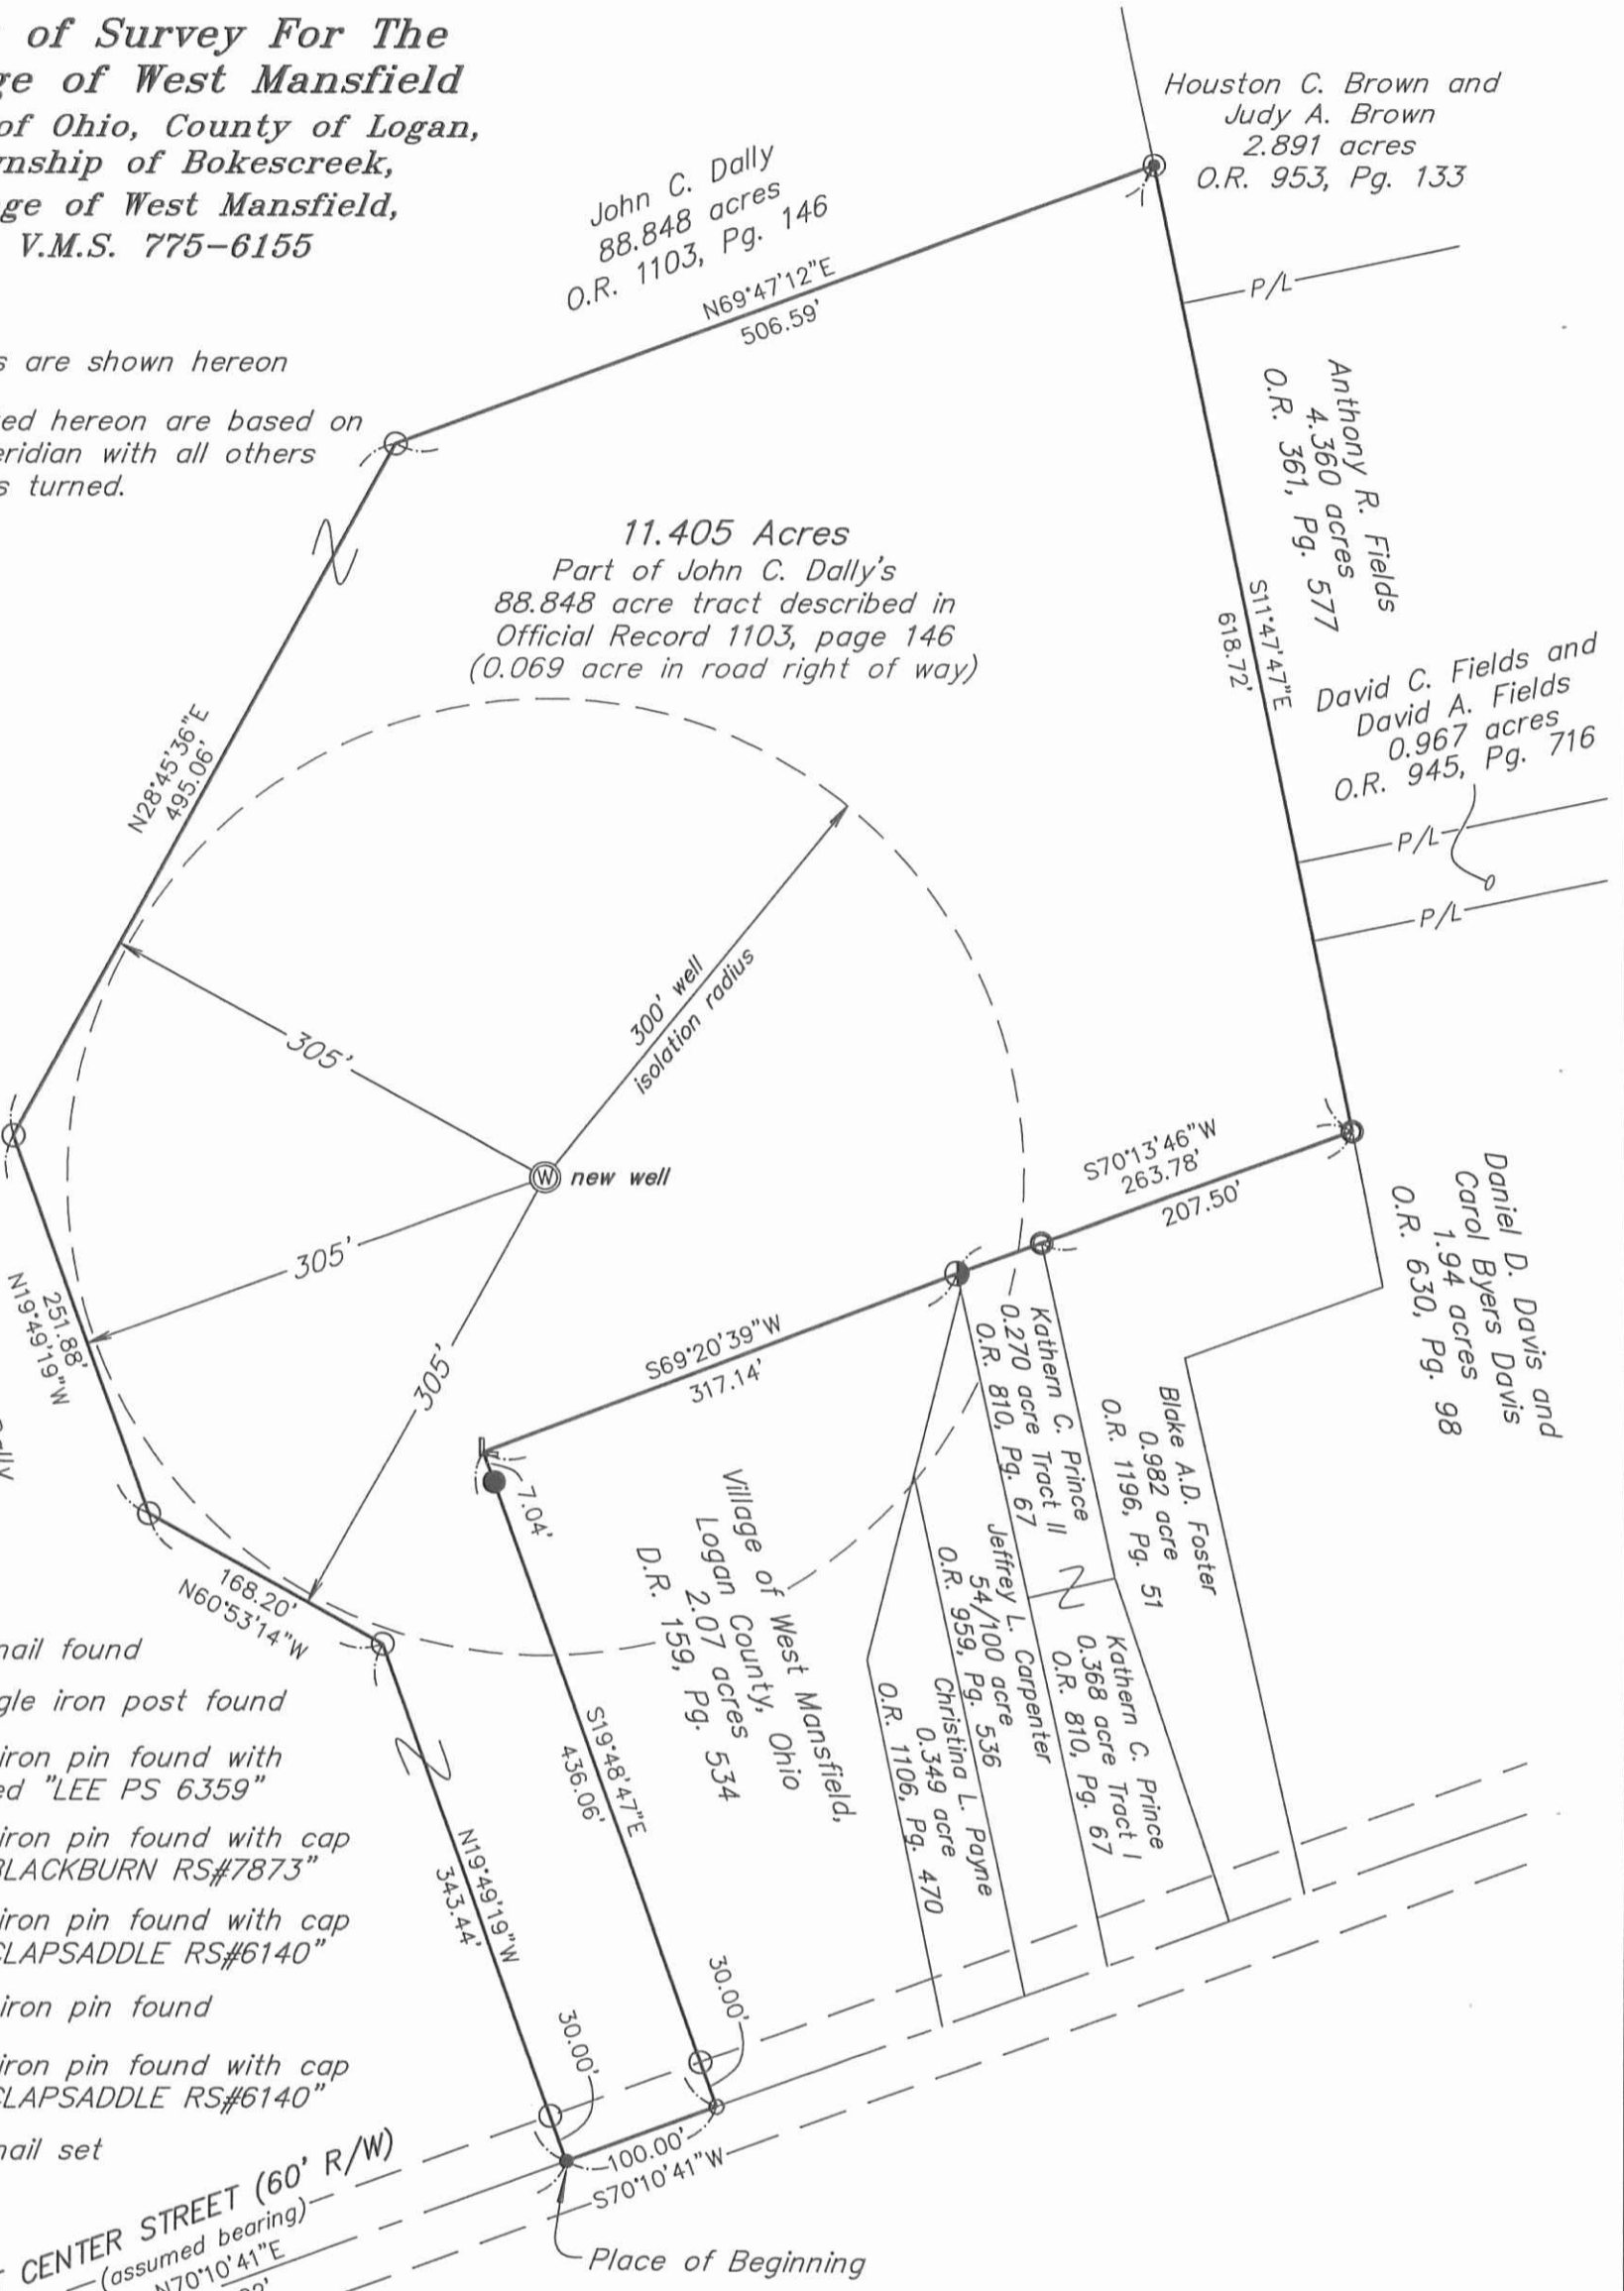 of Survey For The
ge of West Mansfield
of Ohio, County of Logan,
nship of Bokescreek,
ge of West Mansfield,
V.M.S. 775-6155
s are shown hereon
ed hereon are based on
eridian with all others
s turned.
John C. Dally
88.848 acres
O.R. 1103, Pg. 146
N69°47'12"E
506.59'
Houston C. Brown and
Judy A. Brown
2.891 acres
O.R. 953, Pg. 133
P/L
Anthony R. Fields
4.360 acres
O.R. 361, Pg. 577
S11°47'47"E
618.72'
David C. Fields and
David A. Fields
0.967 acres
O.R. 945, Pg. 716
P/L
P/L
11.405 Acres
Part of John C. Dally's
88.848 acre tract described in
Official Record 1103, page 146
(0.069 acre in road right of way)
N28°45'36"E
495.06'
300' well
isolation radius
305'
W new well
305'
305'
251.88'
N19°49'19"W
S70°13'46"W
263.78'
207.50'
Daniel D. Davis and
Carol Byers Davis
1.94 acres
O.R. 630, Pg. 98
S69°20'39"W
317.14'
Kathern C. Prince
0.270 acre Tract II
O.R. 810, Pg. 67
Blake A.D. Foster
0.982 acre
O.R. 1196, Pg. 51
7.04'
Village of West Mansfield,
Logan County, Ohio
2.07 acres
D.R. 159, Pg. 534
Jeffrey L. Carpenter
54/100 acre
O.R. 959, Pg. 536
Kathern C. Prince
0.368 acre Tract I
O.R. 810, Pg. 67
Christina L. Payne
0.349 acre
O.R. 1106, Pg. 470
168.20'
N60°53'14"W
S19°48'47"E
436.06'
N19°49'19"W
343.44'
ally
nail found
gle iron post found
iron pin found with
ed "LEE PS 6359"
iron pin found with cap
BLACKBURN RS#7873"
iron pin found with cap
CLAPSADDLE RS#6140"
iron pin found
iron pin found with cap
CLAPSADDLE RS#6140"
nail set
30.00'
30.00'
100.00'
S70°10'41"W
CENTER STREET (60' R/W)
(assumed bearing)
N70°10'41"E
Place of Beginning